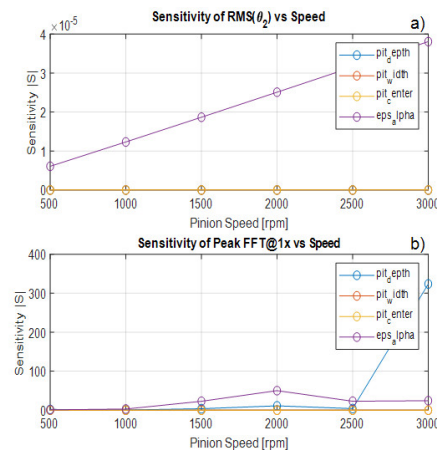 Sensitivity of RMS(θ2) vs Speed
a)
×10-5
4
3
2
1
0
Sensitivity |S|
500 1000 1500 2000 2500 3000
Pinion Speed [rpm]
pitdepth
pitwidth
pitcenter
epsalpha
Sensitivity of Peak FFT@1x vs Speed
b)
400
300
200
100
0
Sensitivity |S|
500 1000 1500 2000 2500 3000
Pinion Speed [rpm]
pitdepth
pitwidth
pitcenter
epsalpha